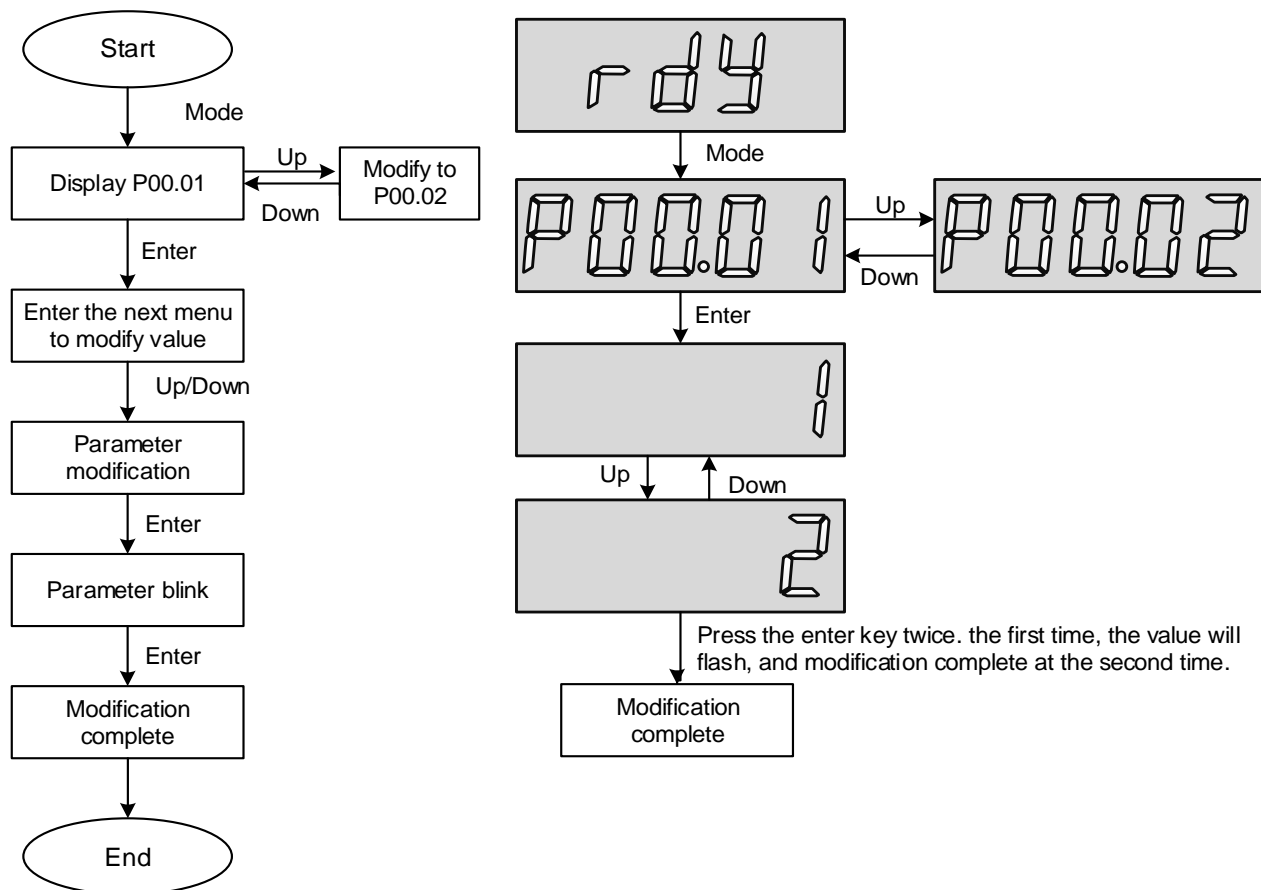 Start
Mode
Display P00.01
Up
Down
Modify to
P00.02
Enter
Enter the next menu
to modify value
Up/Down
Parameter
modification
Enter
Parameter blink
Enter
Modification
complete
End
rdy
Mode
P00.01
Up
Down
P00.02
Enter
1
Up
Down
2
Press the enter key twice. the first time, the value will
flash, and modification complete at the second time.
Modification
complete